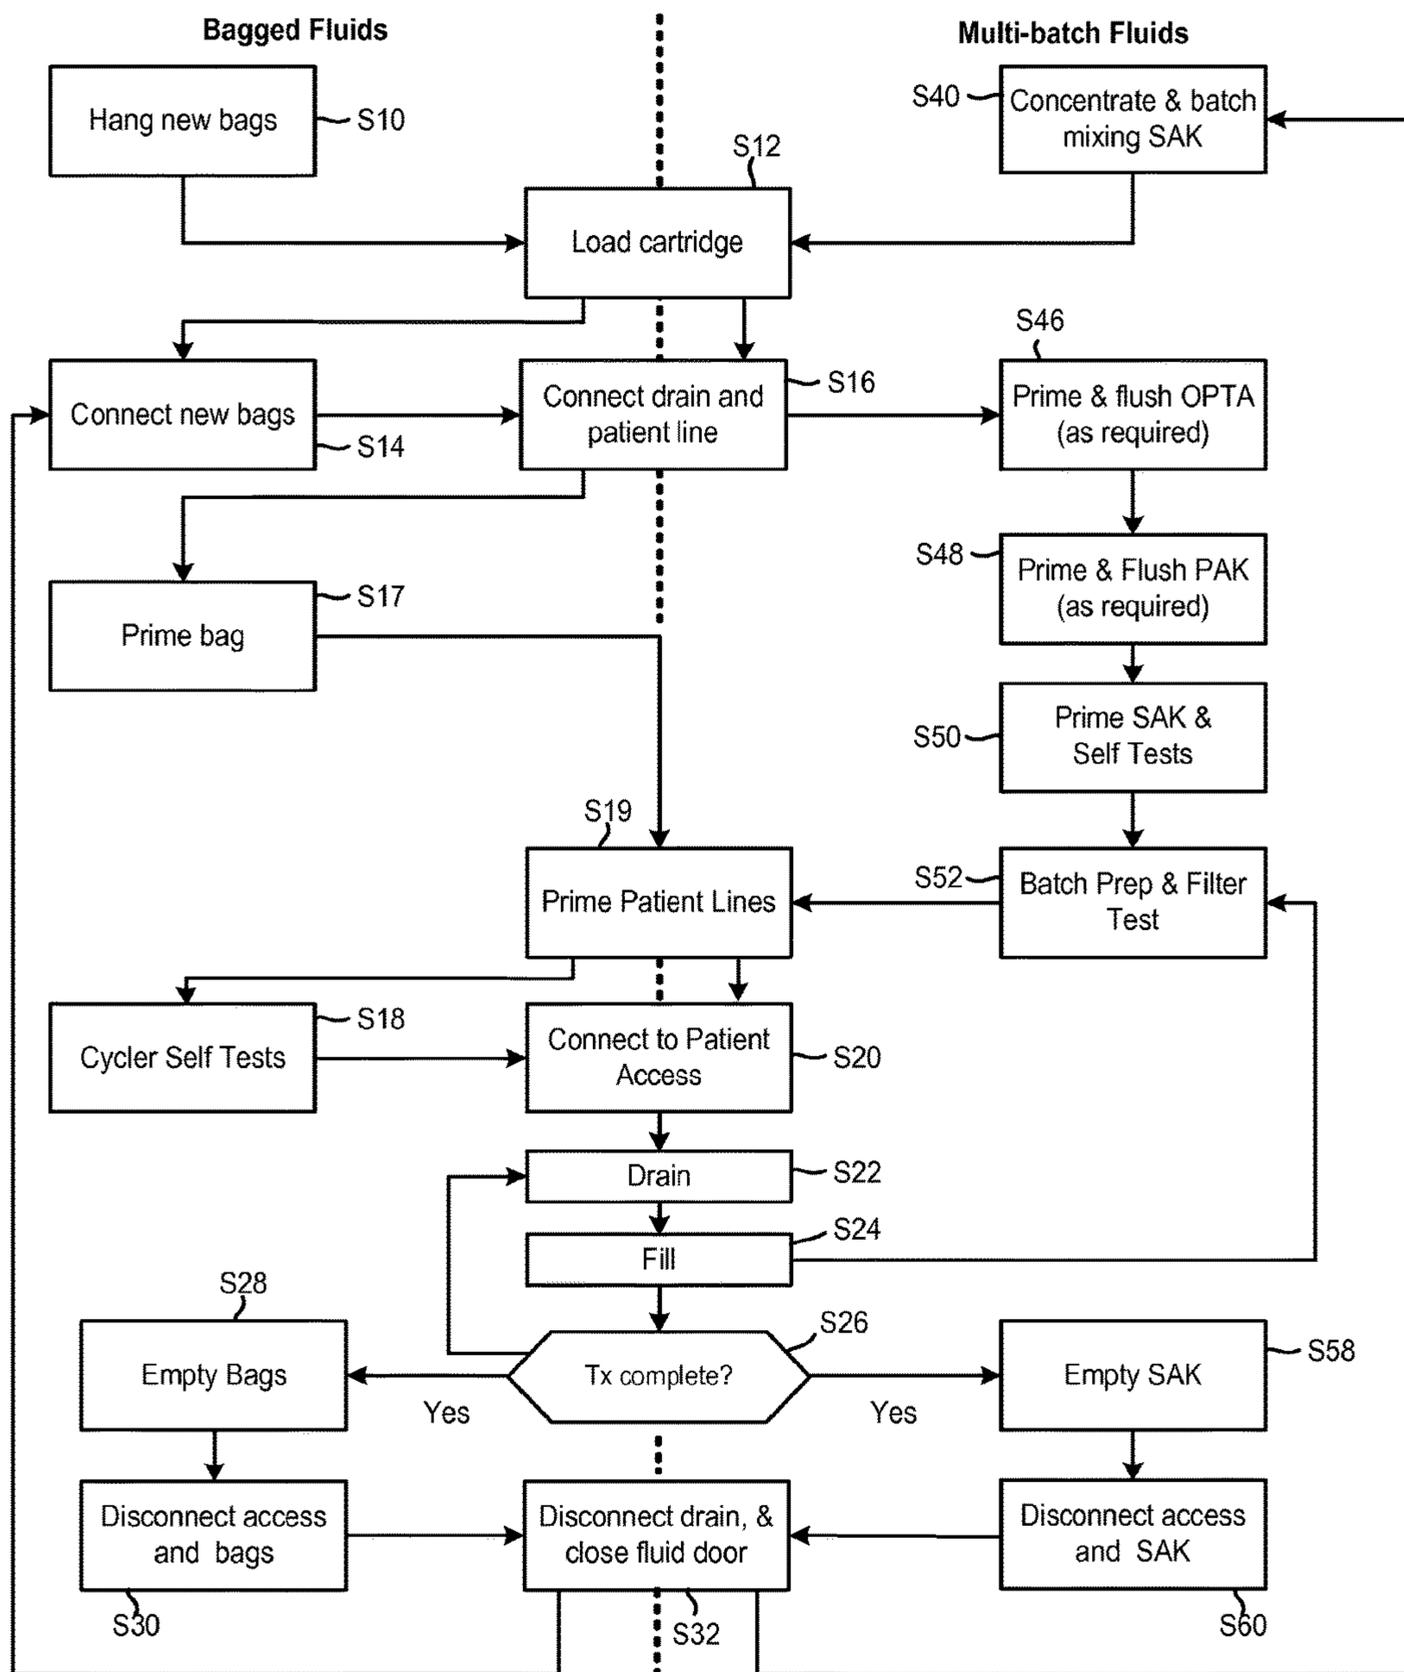 Bagged Fluids
Multi-batch Fluids
Hang new bags
S10
S40
Concentrate & batch
mixing SAK
S12
Load cartridge
S46
Connect new bags
S14
Connect drain and
patient line
S16
Prime & flush OPTA
(as required)
S48
Prime & Flush PAK
(as required)
S17
Prime bag
S50
Prime SAK &
Self Tests
S19
Prime Patient Lines
S52
Batch Prep & Filter
Test
S18
Cycler Self Tests
Connect to Patient
Access
S20
Drain
S22
Fill
S24
S28
S26
Empty Bags
Tx complete?
Empty SAK
S58
Yes
Yes
Disconnect access
and bags
Disconnect drain, &
close fluid door
Disconnect access
and SAK
S30
S32
S60